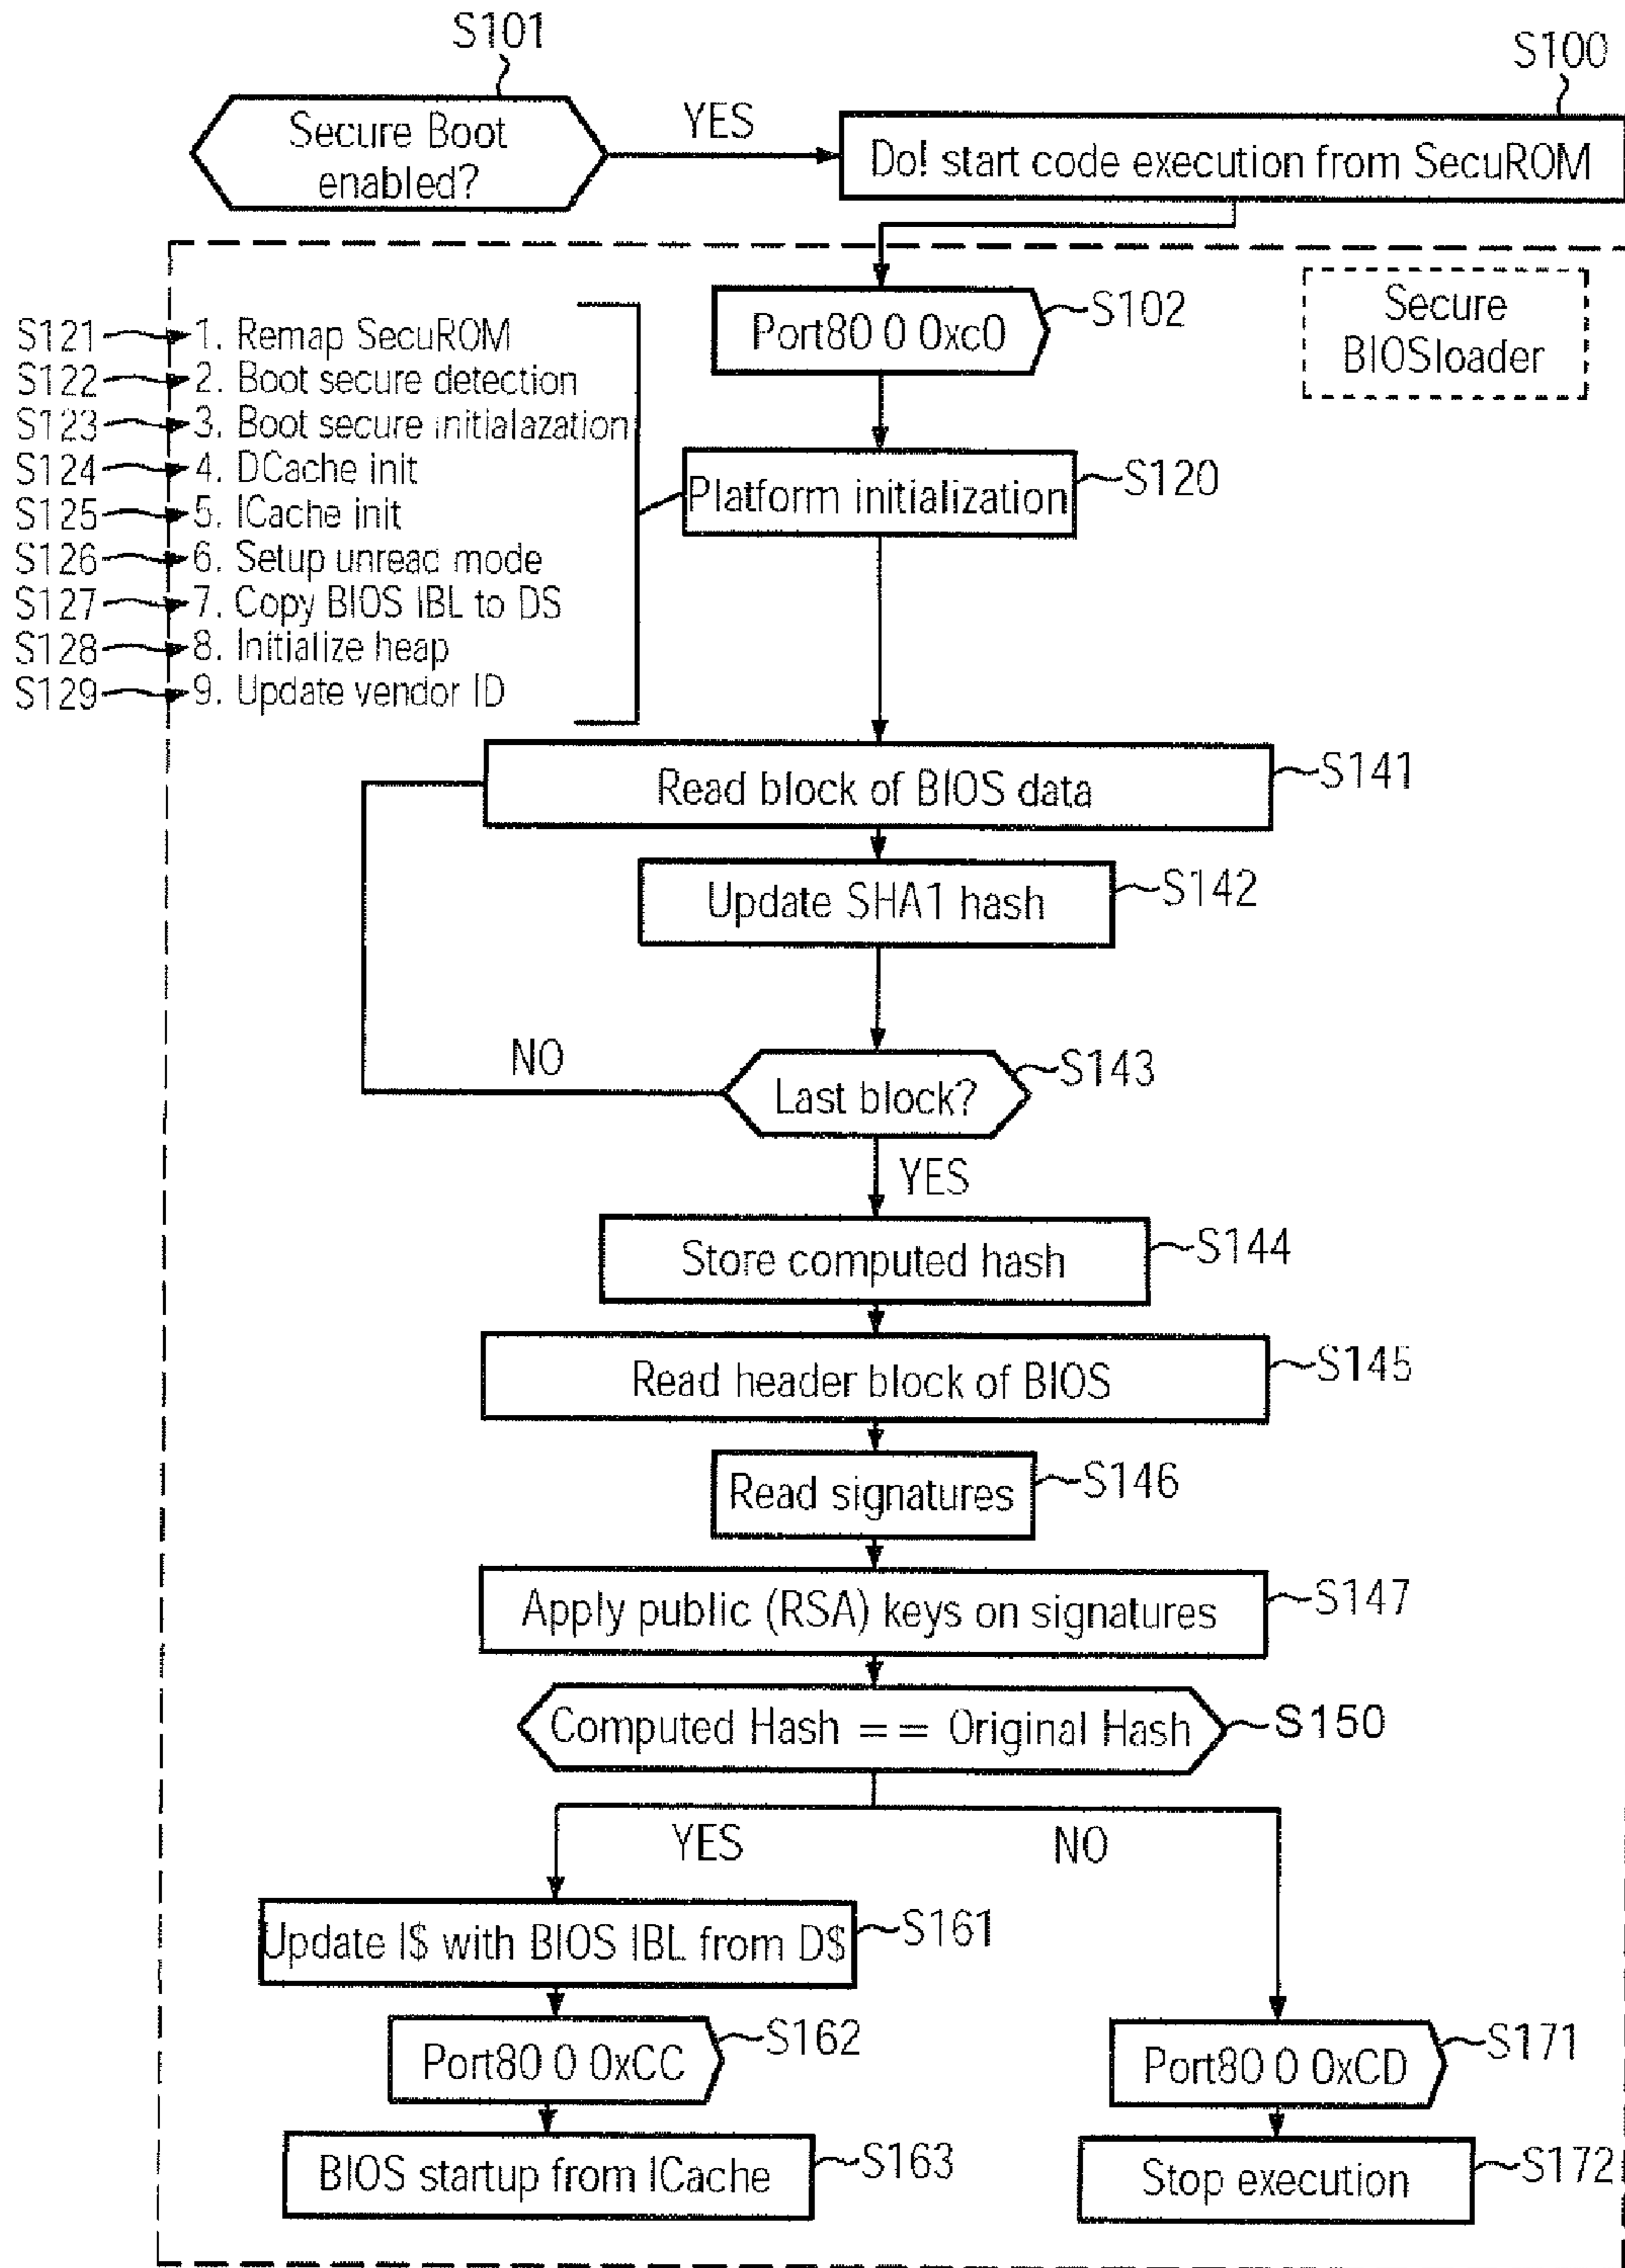 S101
S100
Secure Boot
enabled?
YES
Do! start code execution from SecuROM
Port80 0 0xc0
S102
Secure
BIOSloader
S121
1. Remap SecuROM
S122
2. Boot secure detection
S123
3. Boot secure initialazation
S124
4. DCache init
S125
5. ICache init
S126
6. Setup unread mode
S127
7. Copy BIOS IBL to DS
S128
8. Initialize heap
S129
9. Update vendor ID
Platform initialization
S120
Read block of BIOS data
S141
Update SHA1 hash
S142
NO
Last block?
S143
YES
Store computed hash
S144
Read header block of BIOS
S145
Read signatures
S146
Apply public (RSA) keys on signatures
S147
Computed Hash == Original Hash
S150
YES
NO
Update I$ with BIOS IBL from D$
S161
Port80 0 0xCC
S162
Port80 0 0xCD
S171
BIOS startup from ICache
S163
Stop execution
S172